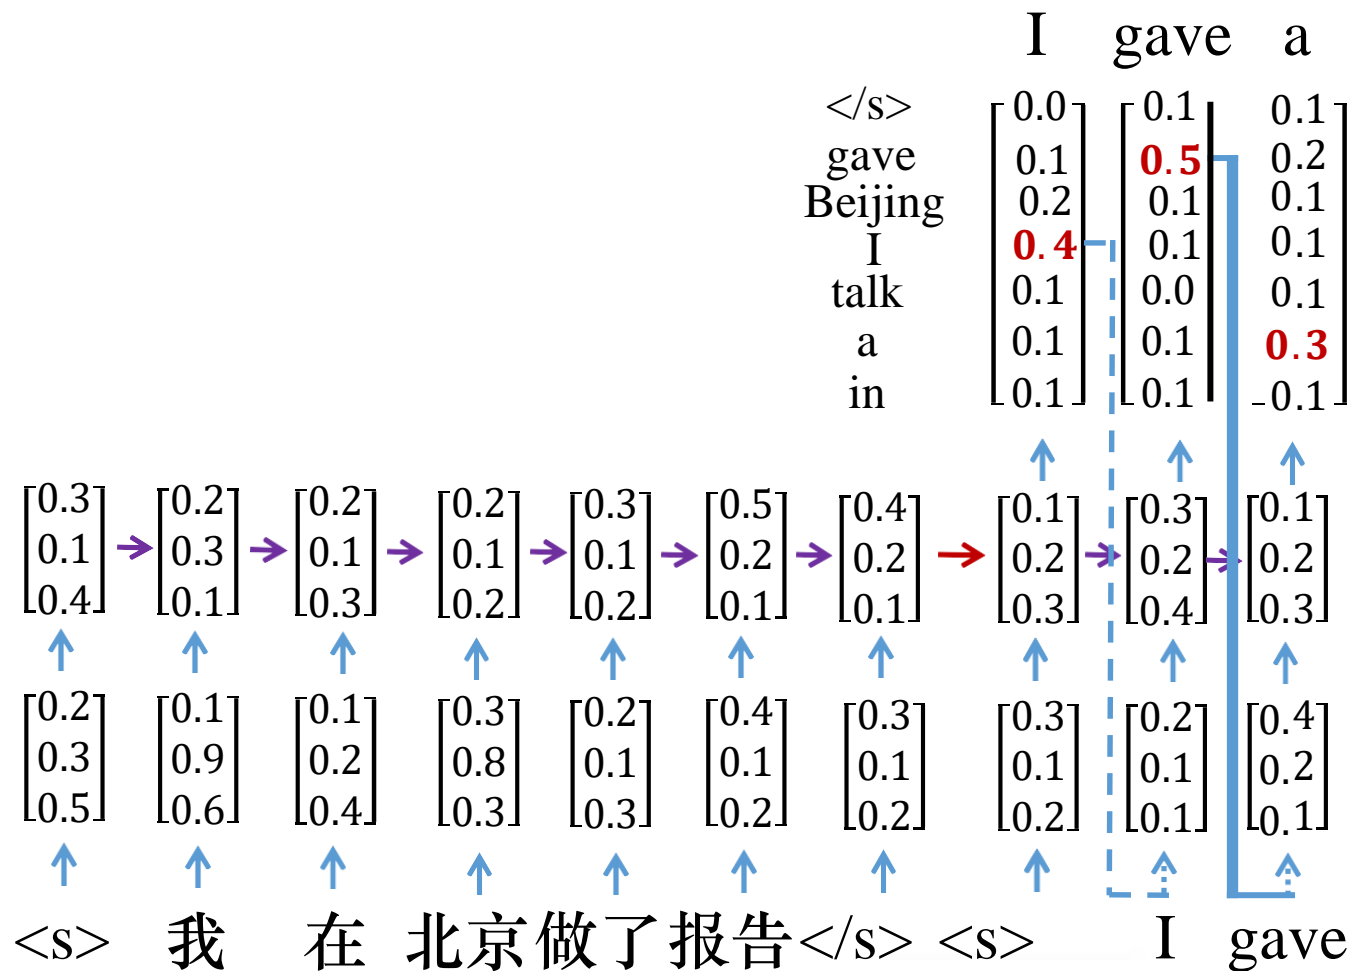 I gave a
</s> 0.0 0.1 0.1
gave 0.1 0.5 0.2
Beijing 0.2 0.1 0.1
I 0.4 0.1 0.1
talk 0.1 0.0 0.1
a 0.1 0.1 0.3
in 0.1 0.1 0.1
0.3 0.2 0.2 0.2 0.3 0.5 0.4 0.1 0.3 0.1
0.1 0.3 0.1 0.1 0.1 0.2 0.2 0.2 0.2 0.2
0.4 0.1 0.3 0.2 0.2 0.1 0.1 0.3 0.4 0.3
0.2 0.1 0.1 0.3 0.2 0.4 0.3 0.3 0.2 0.4
0.3 0.9 0.2 0.8 0.1 0.1 0.1 0.1 0.1 0.2
0.5 0.6 0.4 0.3 0.3 0.2 0.2 0.2 0.1 0.1
<s> 我 在 北京 做了 报告 </s> <s> I gave